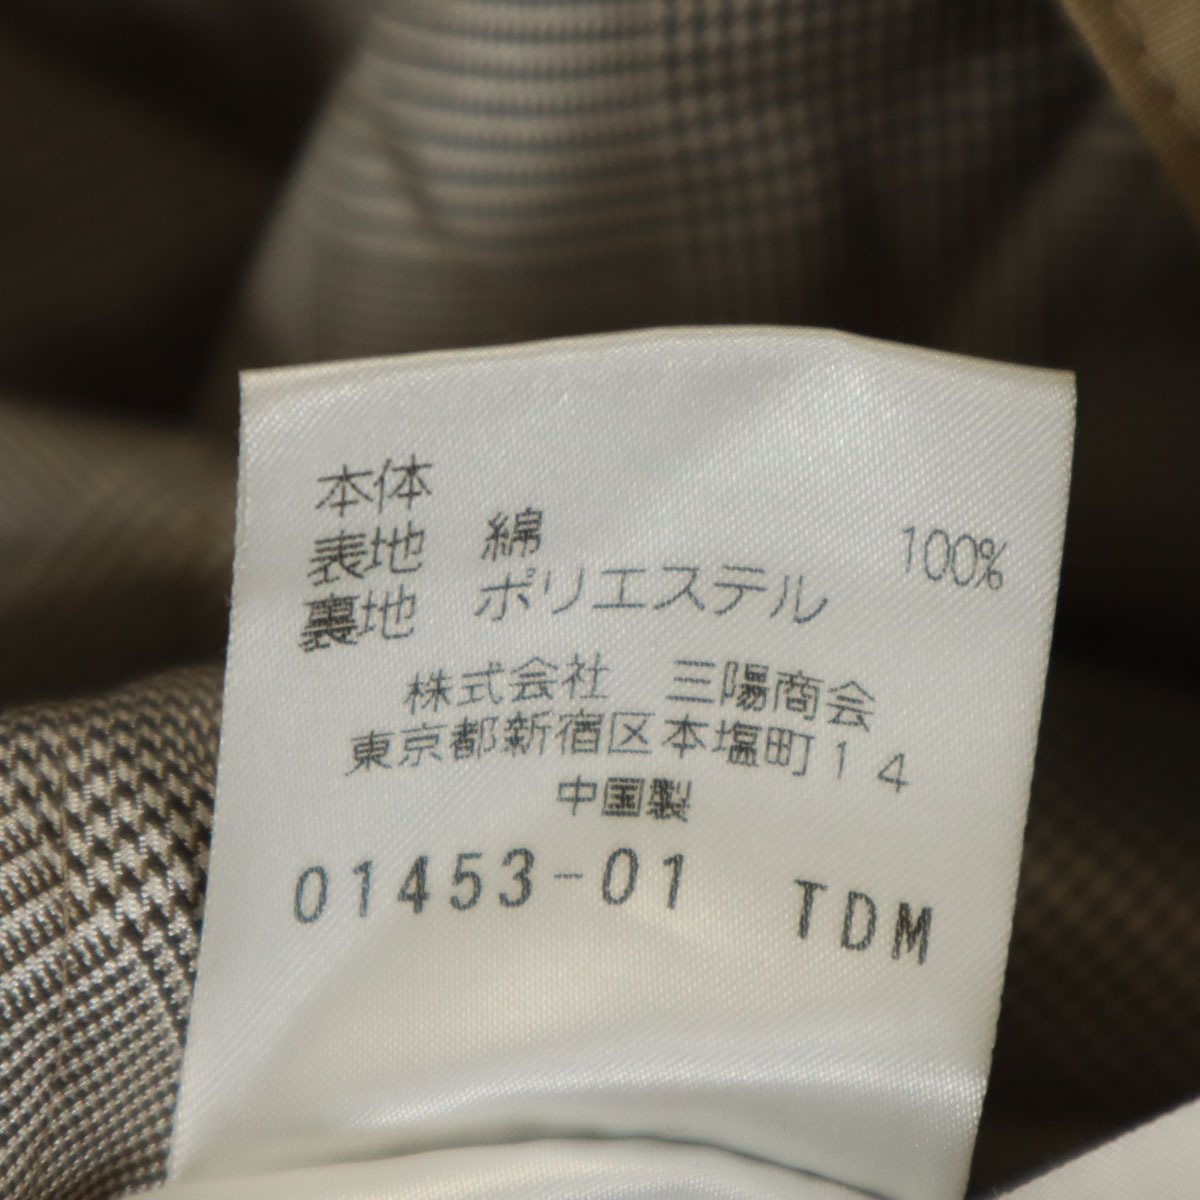 本体
表地 綿 100%
裏地 ポリエステル
株式会社 三陽商会
東京都新宿区本塩町14
中国製
01453-01 TDM